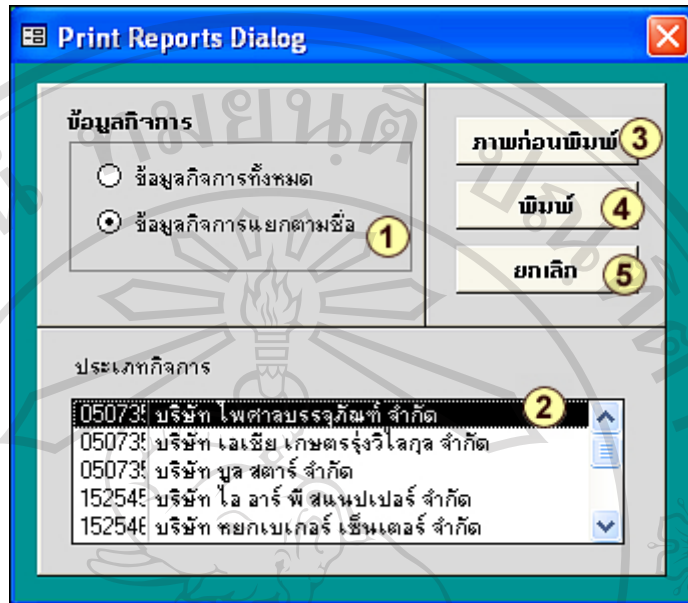 Print Reports Dialog
ข้อมูลกิจการ
ข้อมูลกิจการทั้งหมด
ข้อมูลกิจการแยกตามชื่อ
1
ภาพก่อนพิมพ์ 3
พิมพ์ 4
ยกเลิก 5
ประเภทกิจการ
2
05073 บริษัท ไพศาลบรรจุภัณฑ์ จำกัด
05073 บริษัท เอเชีย เกษตรรุ่งวิไลกุล จำกัด
05073 บริษัท บูล สตาร์ จำกัด
15254 บริษัท ไอ อาร์ พี สแนปเปอร์ จำกัด
15254 บริษัท หยกเบเกอร์ เซ็นเตอร์ จำกัด